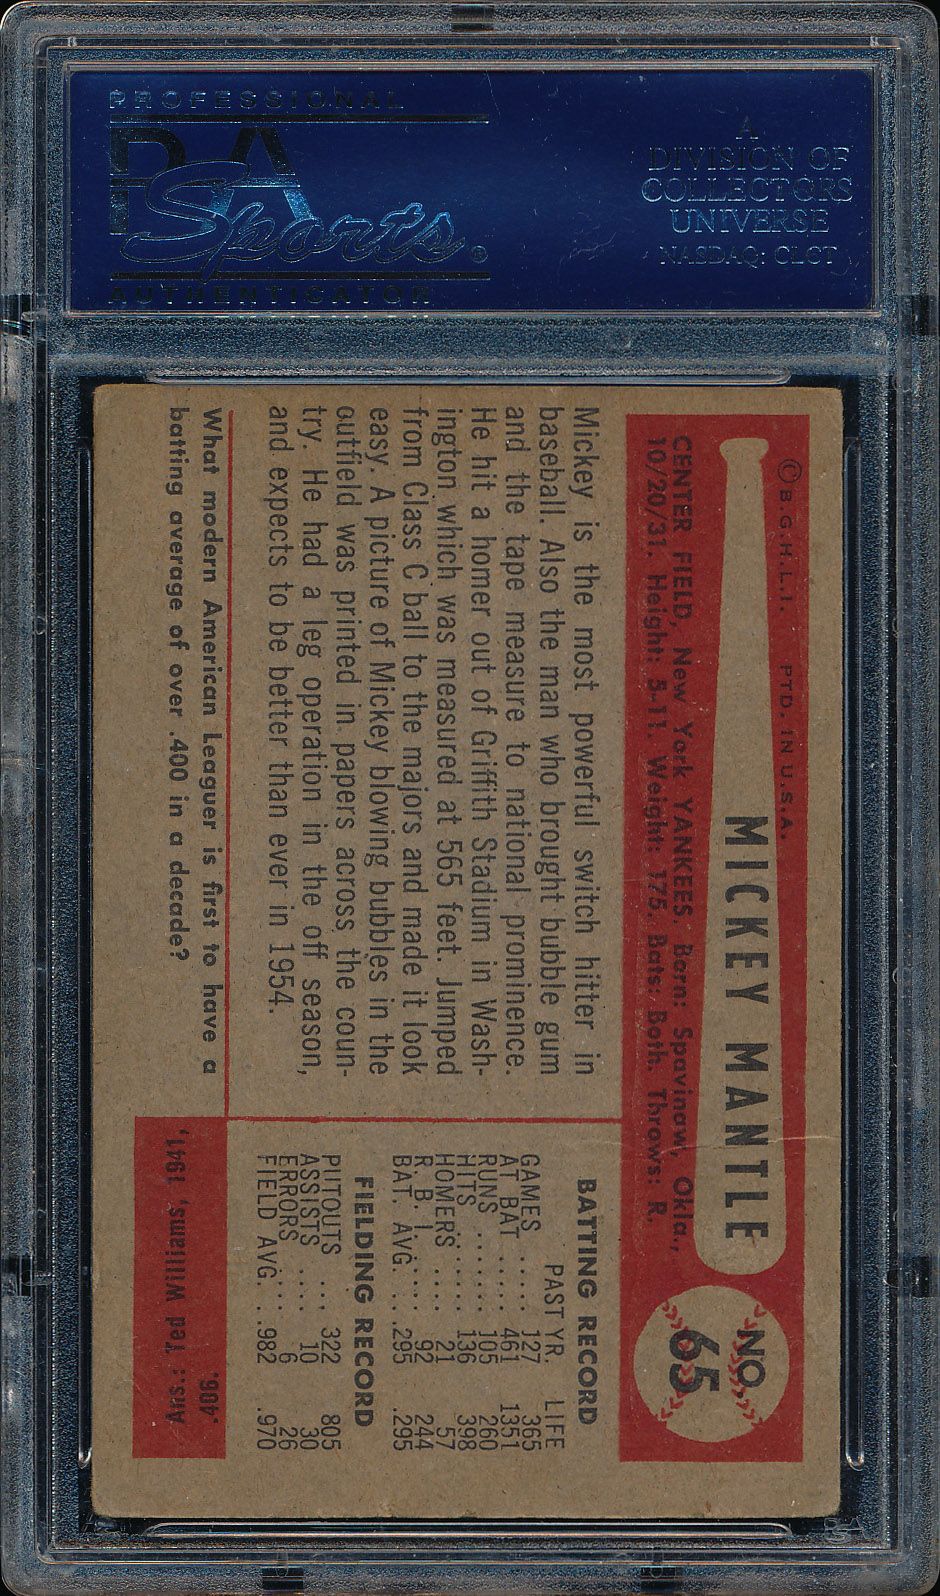 PROFESSIONAL
PSA
Sports®
AUTHENTICATOR
A
DIVISION OF
COLLECTORS
UNIVERSE
NASDAQ: CLCT
© B.G.H.L.I. PTD. IN U.S.A.
MICKEY MANTLE
NO.
65
CENTER FIELD, New York YANKEES. Born: Spavinaw, Okla.,
10/20/31. Height: 5-11. Weight: 175. Bats: Both. Throws: R.
Mickey is the most powerful switch hitter in
baseball. Also the man who brought bubble gum
and the tape measure to national prominence.
He hit a homer out of Griffith Stadium in Wash-
ington which was measured at 565 feet. Jumped
from Class C ball to the majors and made it look
easy. A picture of Mickey blowing bubbles in the
outfield was printed in papers across the coun-
try. He had a leg operation in the off season,
and expects to be better than ever in 1954.
BATTING RECORD
PAST YR. LIFE
GAMES .... 127 365
AT BAT .... 461 1351
RUNS ...... 105 260
HITS ...... 136 398
HOMERS .... 21 57
R. B. I. .... 92 244
BAT. AVG. .. .295 .295
FIELDING RECORD
PUTOUTS ... 322 805
ASSISTS .... 10 30
ERRORS .... 6 26
FIELD AVG. . .982 .970
What modern American Leaguer is first to have a
batting average of over .400 in a decade?
Ans.: Ted Williams, 1941,
.406.